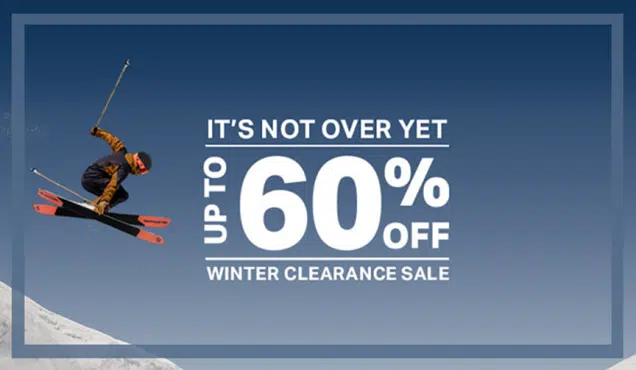 IT'S NOT OVER YET
UP TO
60%
OFF
WINTER CLEARANCE SALE